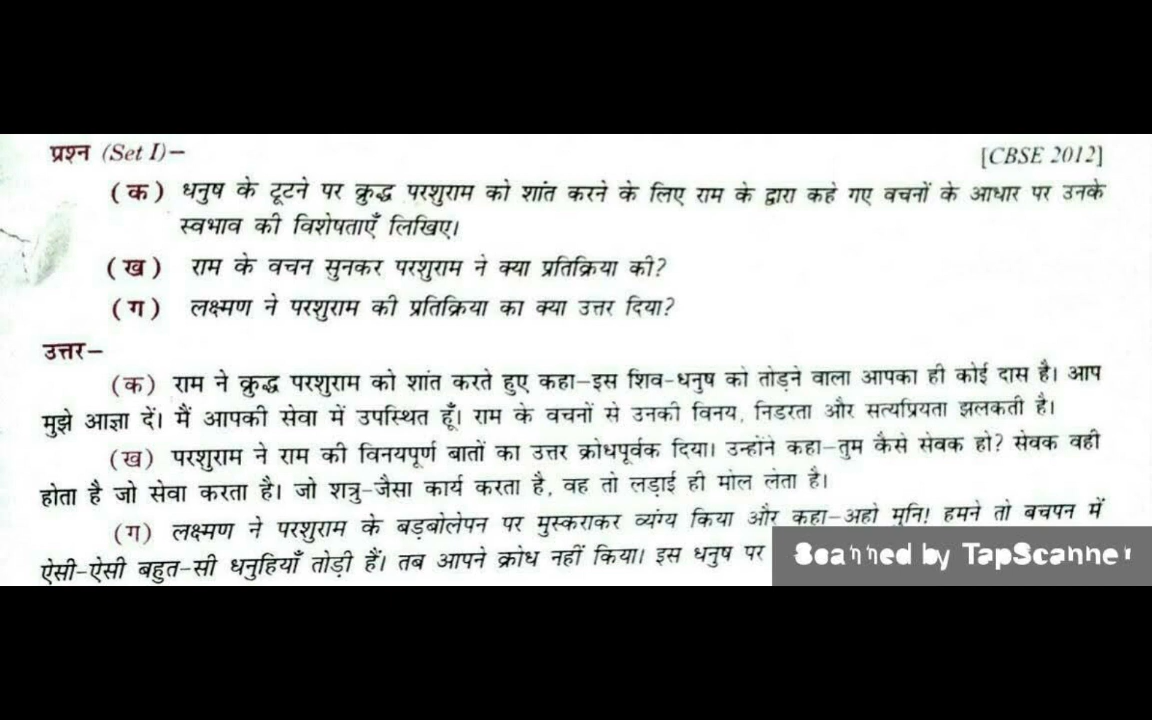 प्रश्न (Set I)– [CBSE 2012]
(क) धनुष के टूटने पर क्रुद्ध परशुराम को शांत करने के लिए राम के द्वारा कहे गए वचनों के आधार पर उनके
स्वभाव की विशेषताएँ लिखिए।
(ख) राम के वचन सुनकर परशुराम ने क्या प्रतिक्रिया की?
(ग) लक्ष्मण ने परशुराम की प्रतिक्रिया का क्या उत्तर दिया?
उत्तर–
(क) राम ने क्रुद्ध परशुराम को शांत करते हुए कहा–इस शिव-धनुष को तोड़ने वाला आपका ही कोई दास है। आप
मुझे आज्ञा दें। मैं आपकी सेवा में उपस्थित हूँ। राम के वचनों से उनकी विनय, निडरता और सत्यप्रियता झलकती है।
(ख) परशुराम ने राम की विनयपूर्ण बातों का उत्तर क्रोधपूर्वक दिया। उन्होंने कहा–तुम कैसे सेवक हो? सेवक वही
होता है जो सेवा करता है। जो शत्रु-जैसा कार्य करता है, वह तो लड़ाई ही मोल लेता है।
(ग) लक्ष्मण ने परशुराम के बड़बोलेपन पर मुस्कराकर व्यंग्य किया और कहा–अहो मुनि! हमने तो बचपन में
ऐसी-ऐसी बहुत-सी धनुहियाँ तोड़ी हैं। तब आपने क्रोध नहीं किया। इस धनुष पर
Scanned by TapScanner